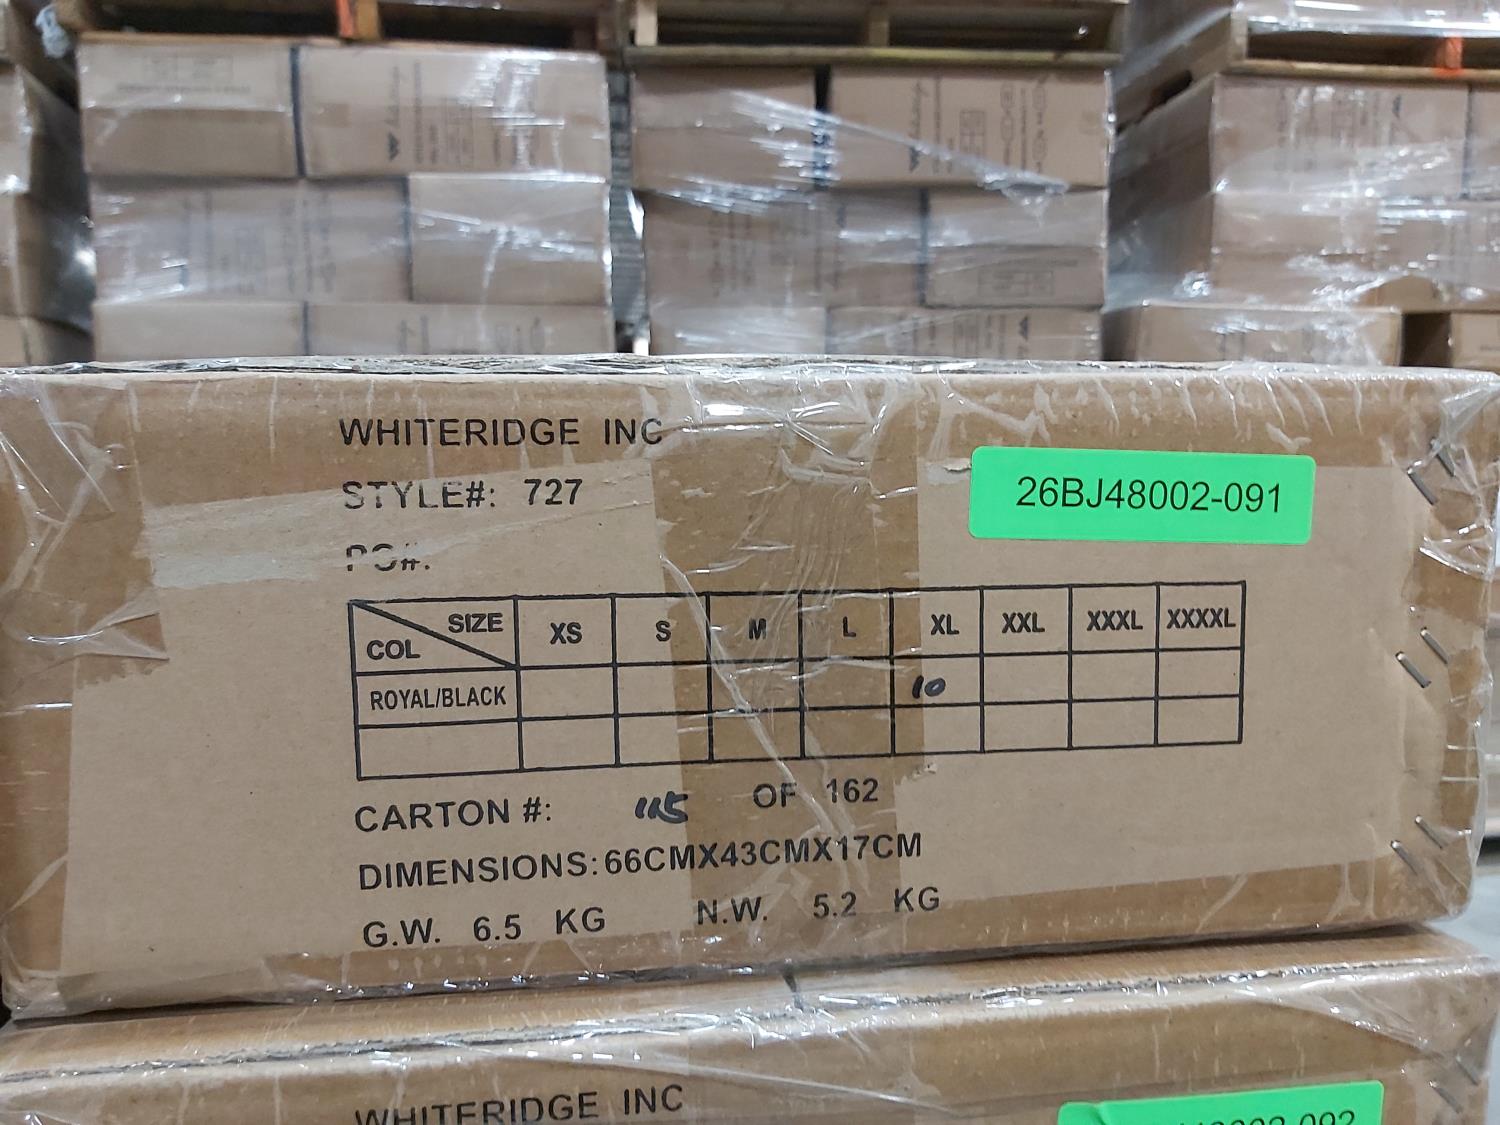 WHITERIDGE INC
STYLE#: 727
26BJ48002-091
PO#:
SIZE XS S M L XL XXL XXXL XXXXL
COL
ROYAL/BLACK 10
CARTON #: 115 OF 162
DIMENSIONS:66CMX43CMX17CM
G.W. 6.5 KG N.W. 5.2 KG
WHITERIDGE INC